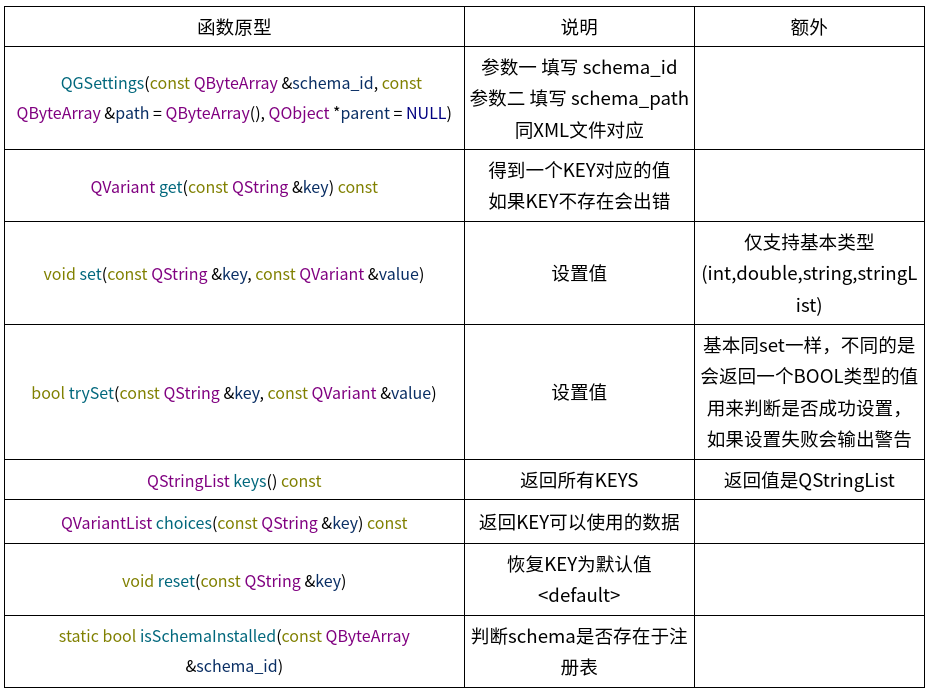 函数原型
说明
额外
QGSettings(const QByteArray &schema_id, const
QByteArray &path = QByteArray(), QObject *parent = NULL)
参数一 填写 schema_id
参数二 填写 schema_path
同XML文件对应
QVariant get(const QString &key) const
得到一个KEY对应的值
如果KEY不存在会出错
void set(const QString &key, const QVariant &value)
设置值
仅支持基本类型
(int,double,string,stringL
ist)
bool trySet(const QString &key, const QVariant &value)
设置值
基本同set一样，不同的是
会返回一个BOOL类型的值
用来判断是否成功设置，
如果设置失败会输出警告
QStringList keys() const
返回所有KEYS
返回值是QStringList
QVariantList choices(const QString &key) const
返回KEY可以使用的数据
void reset(const QString &key)
恢复KEY为默认值
<default>
static bool isSchemaInstalled(const QByteArray
&schema_id)
判断schema是否存在于注
册表